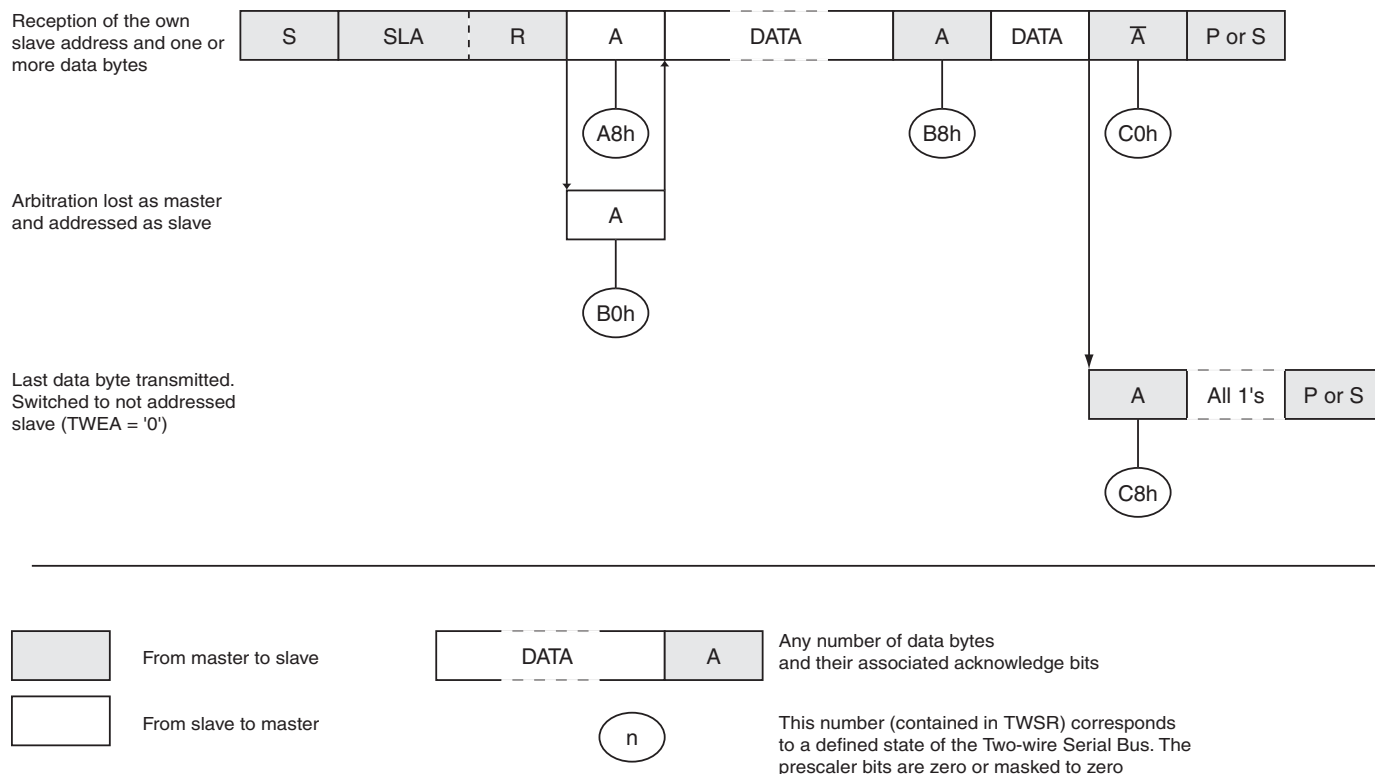 Reception of the own
slave address and one or
more data bytes
S SLA R A DATA A DATA A̅ P or S
A8h B8h C0h
Arbitration lost as master
and addressed as slave
A
B0h
Last data byte transmitted.
Switched to not addressed
slave (TWEA = '0')
A All 1's P or S
C8h
From master to slave
DATA A
Any number of data bytes
and their associated acknowledge bits
From slave to master
n
This number (contained in TWSR) corresponds
to a defined state of the Two-wire Serial Bus. The
prescaler bits are zero or masked to zero